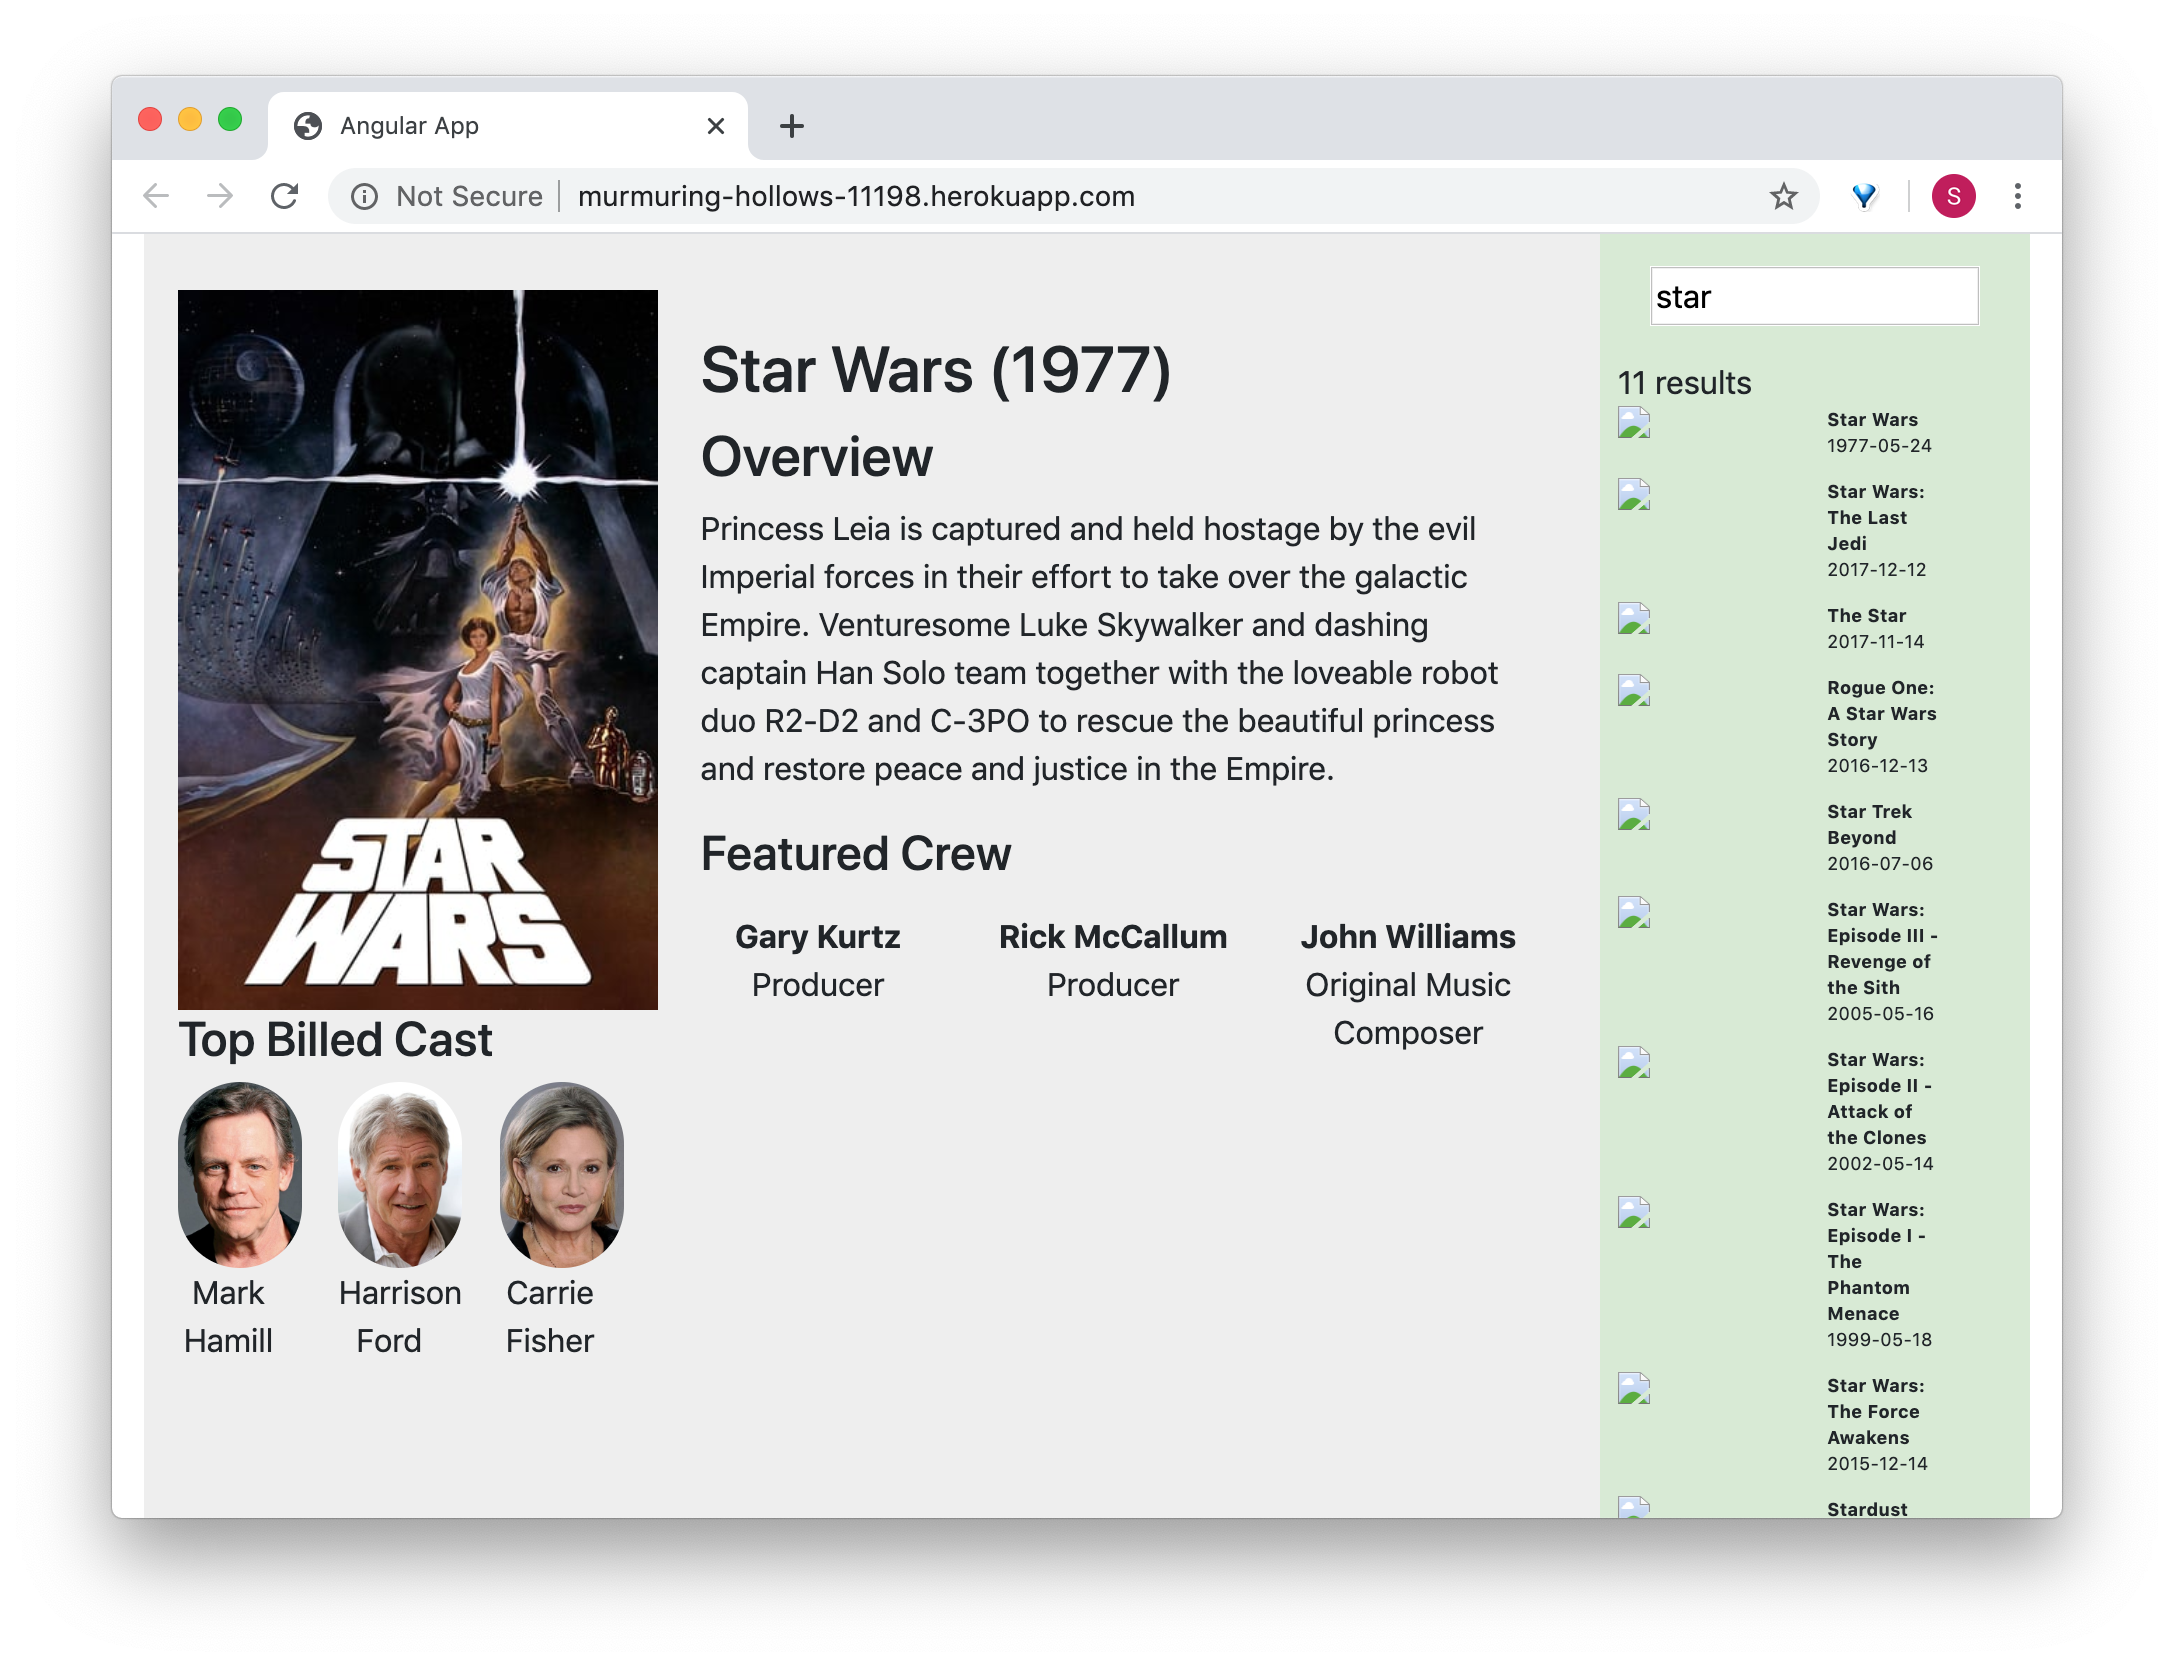 Angular App
Not Secure
murmuring-hollows-11198.herokuapp.com
S
STAR
WARS
Top Billed Cast
Mark
Hamill
Harrison
Ford
Carrie
Fisher
Star Wars (1977)
Overview
Princess Leia is captured and held hostage by the evil
Imperial forces in their effort to take over the galactic
Empire. Venturesome Luke Skywalker and dashing
captain Han Solo team together with the loveable robot
duo R2-D2 and C-3PO to rescue the beautiful princess
and restore peace and justice in the Empire.
Featured Crew
Gary Kurtz
Producer
Rick McCallum
Producer
John Williams
Original Music
Composer
star
11 results
Star Wars
1977-05-24
Star Wars:
The Last
Jedi
2017-12-12
The Star
2017-11-14
Rogue One:
A Star Wars
Story
2016-12-13
Star Trek
Beyond
2016-07-06
Star Wars:
Episode III -
Revenge of
the Sith
2005-05-16
Star Wars:
Episode II -
Attack of
the Clones
2002-05-14
Star Wars:
Episode I -
The
Phantom
Menace
1999-05-18
Star Wars:
The Force
Awakens
2015-12-14
Stardust